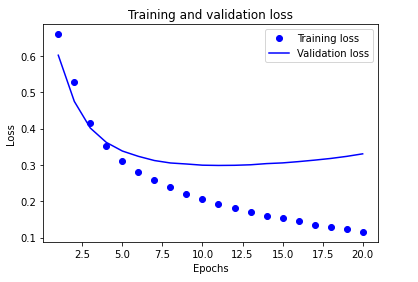 Training and validation loss
Training loss
Validation loss
Loss
0.6
0.5
0.4
0.3
0.2
0.1
2.5 5.0 7.5 10.0 12.5 15.0 17.5 20.0
Epochs